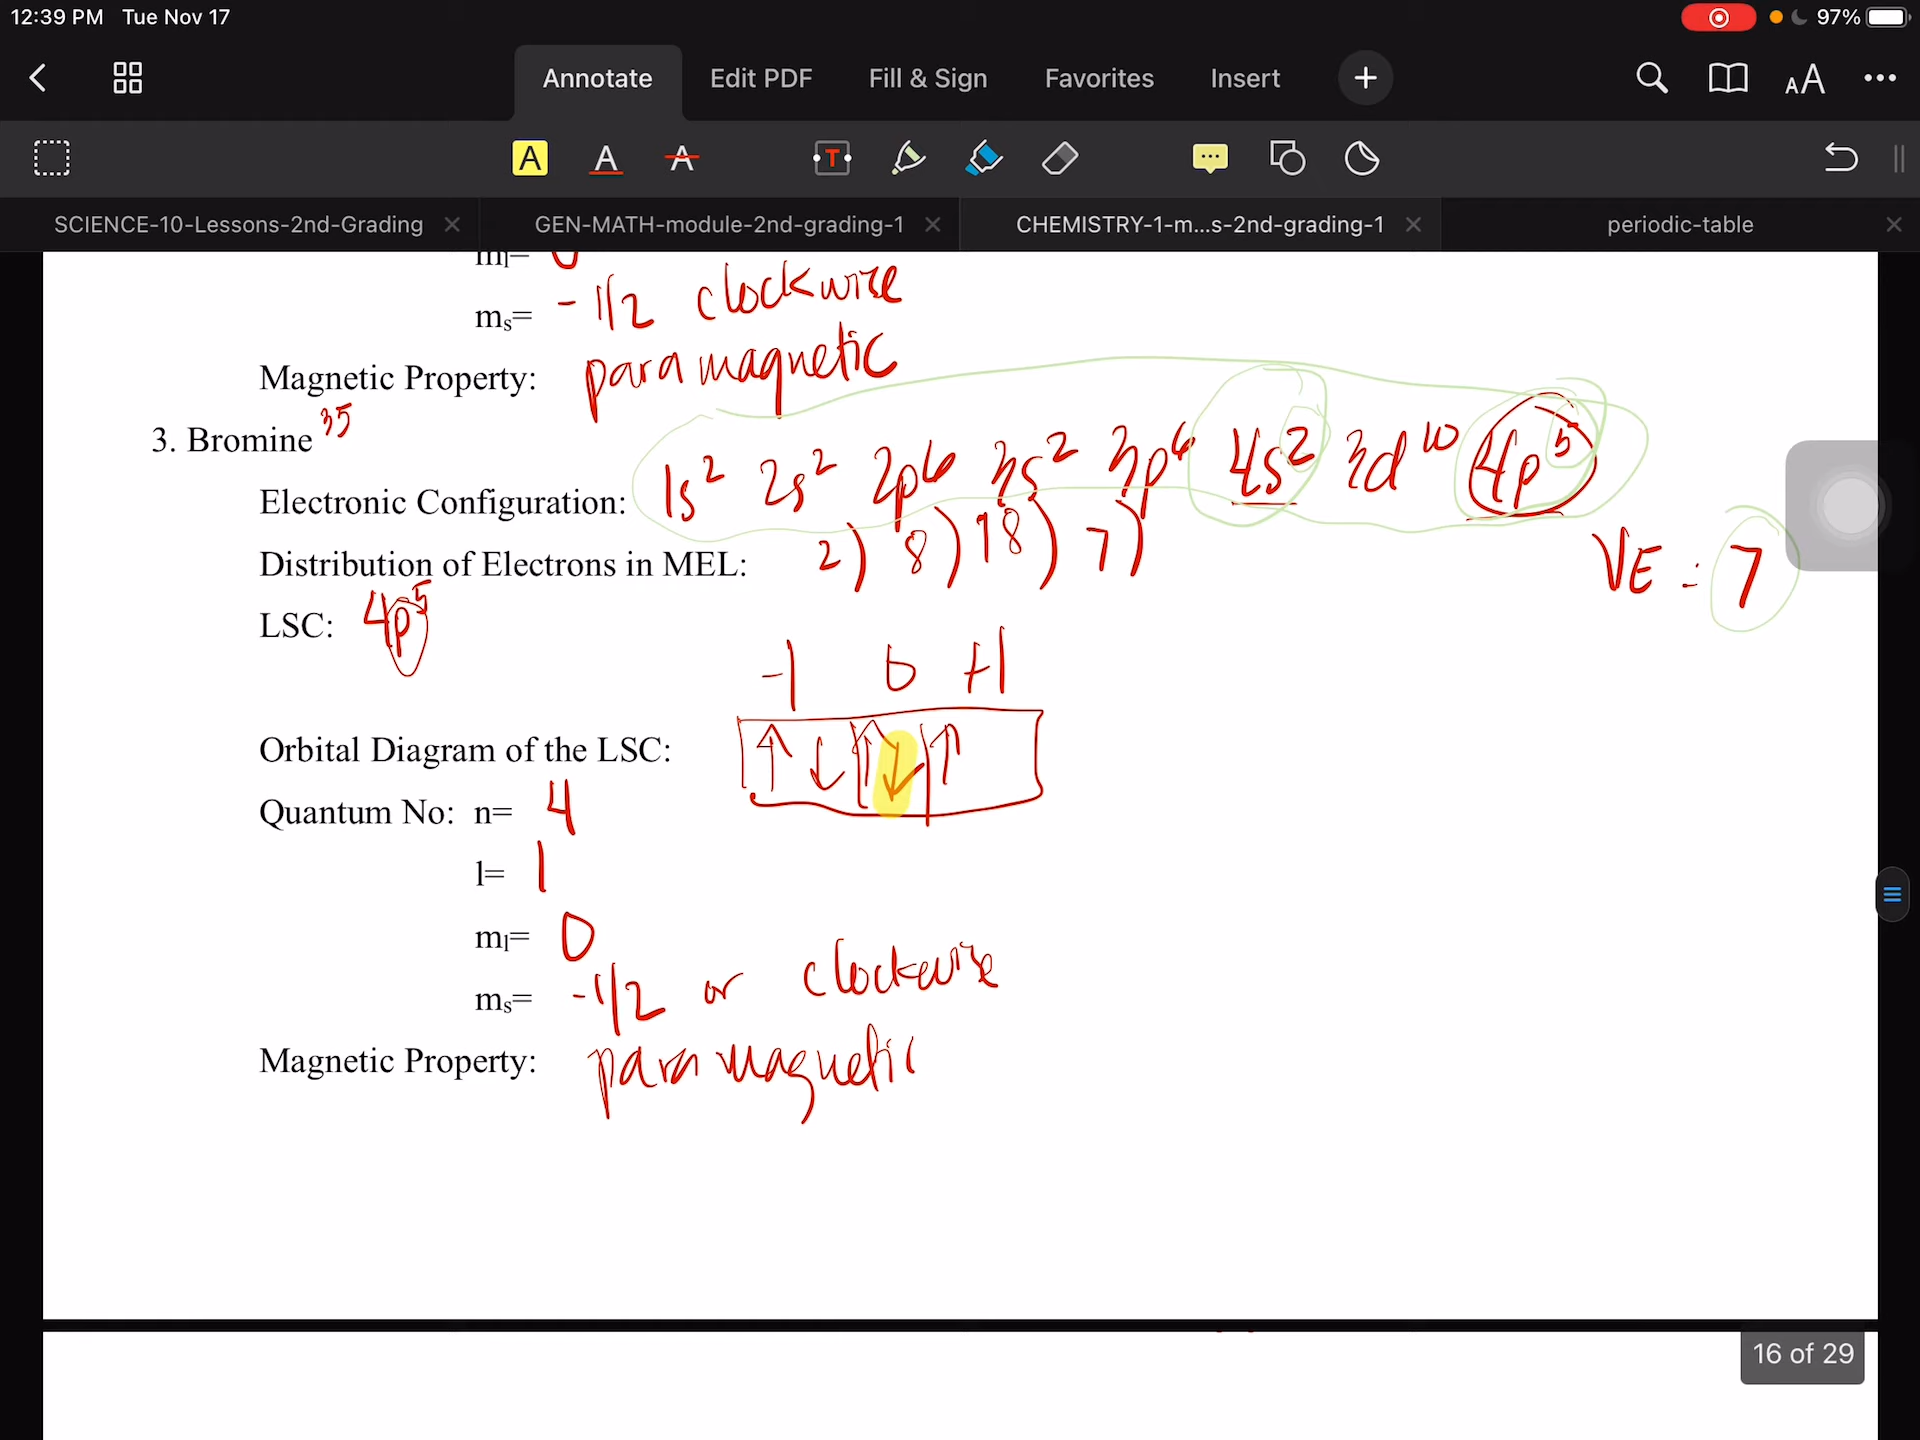 12:39 PM Tue Nov 17
97%
Annotate Edit PDF Fill & Sign Favorites Insert
SCIENCE-10-Lessons-2nd-Grading GEN-MATH-module-2nd-grading-1 CHEMISTRY-1-m...s-2nd-grading-1 periodic-table
mₗ= 0
mₛ= -1/2 clockwise
Magnetic Property: paramagnetic
3. Bromine 35
Electronic Configuration: 1s² 2s² 2p⁶ 3s² 3p⁶ 4s² 3d¹⁰ 4p⁵
Distribution of Electrons in MEL: 2) 8) 18) 7)
VE = 7
LSC: 4p⁵
-1 0 +1
Orbital Diagram of the LSC: ↑ ↓ ↑ ↓ ↑
Quantum No: n= 4
l= 1
mₗ= 0
mₛ= -1/2 or clockwise
Magnetic Property: paramagnetic
16 of 29